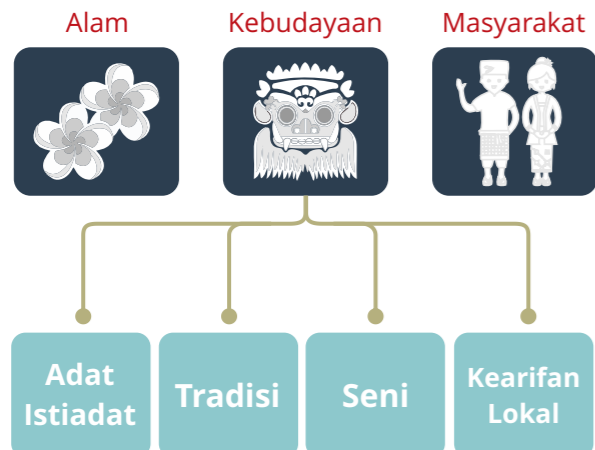 Alam
Kebudayaan
Masyarakat
Adat
Istiadat
Tradisi
Seni
Kearifan
Lokal